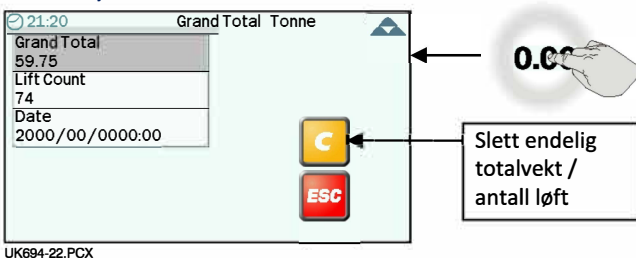 21:20 Grand Total Tonne
Grand Total
59.75
Lift Count
74
Date
2000/00/0000:00
C
ESC
Slett endelig
totalvekt /
antall løft
UK694-22.PCX